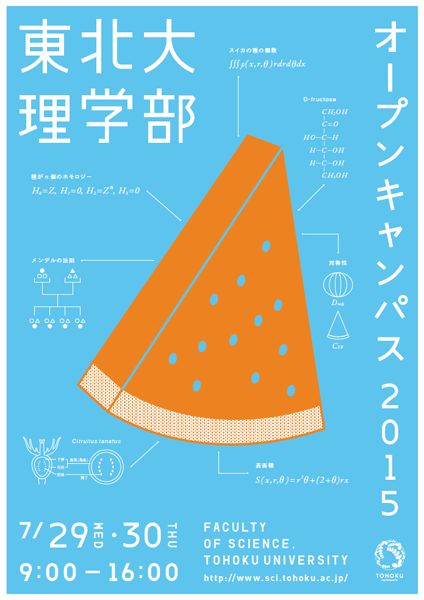 東北大
理学部
オープンキャンパス 2015
スイカの種の個数
∭ρ(x,r,θ)rdrdθdx
D-fructose
CH₂OH
C=O
HO-C-H
H-C-OH
H-C-OH
CH₂OH
種がn個のホモロジー
H₀=Z, H₁=0, H₂=Zⁿ, H₃=0
メンデルの法則
対称性
D∞h
C₂v
Citrullus lanatus
表面積
S(x,r,θ)=r²θ+(2+θ)rx
7/29 WED・30 THU
9:00－16:00
FACULTY
OF SCIENCE,
TOHOKU UNIVERSITY
http://www.sci.tohoku.ac.jp/
TOHOKU